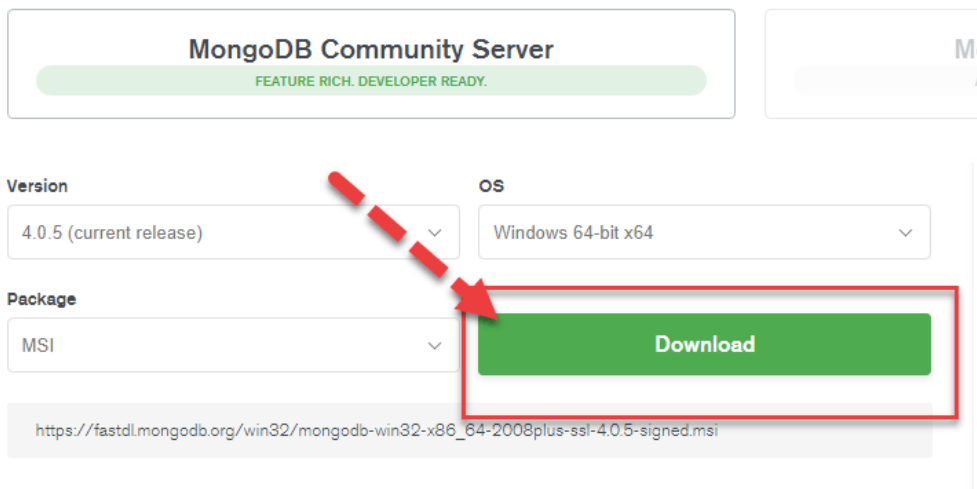 MongoDB Community Server
FEATURE RICH. DEVELOPER READY.
M
Version
OS
4.0.5 (current release)
Windows 64-bit x64
Package
MSI
Download
https://fastdl.mongodb.org/win32/mongodb-win32-x86_64-2008plus-ssl-4.0.5-signed.msi